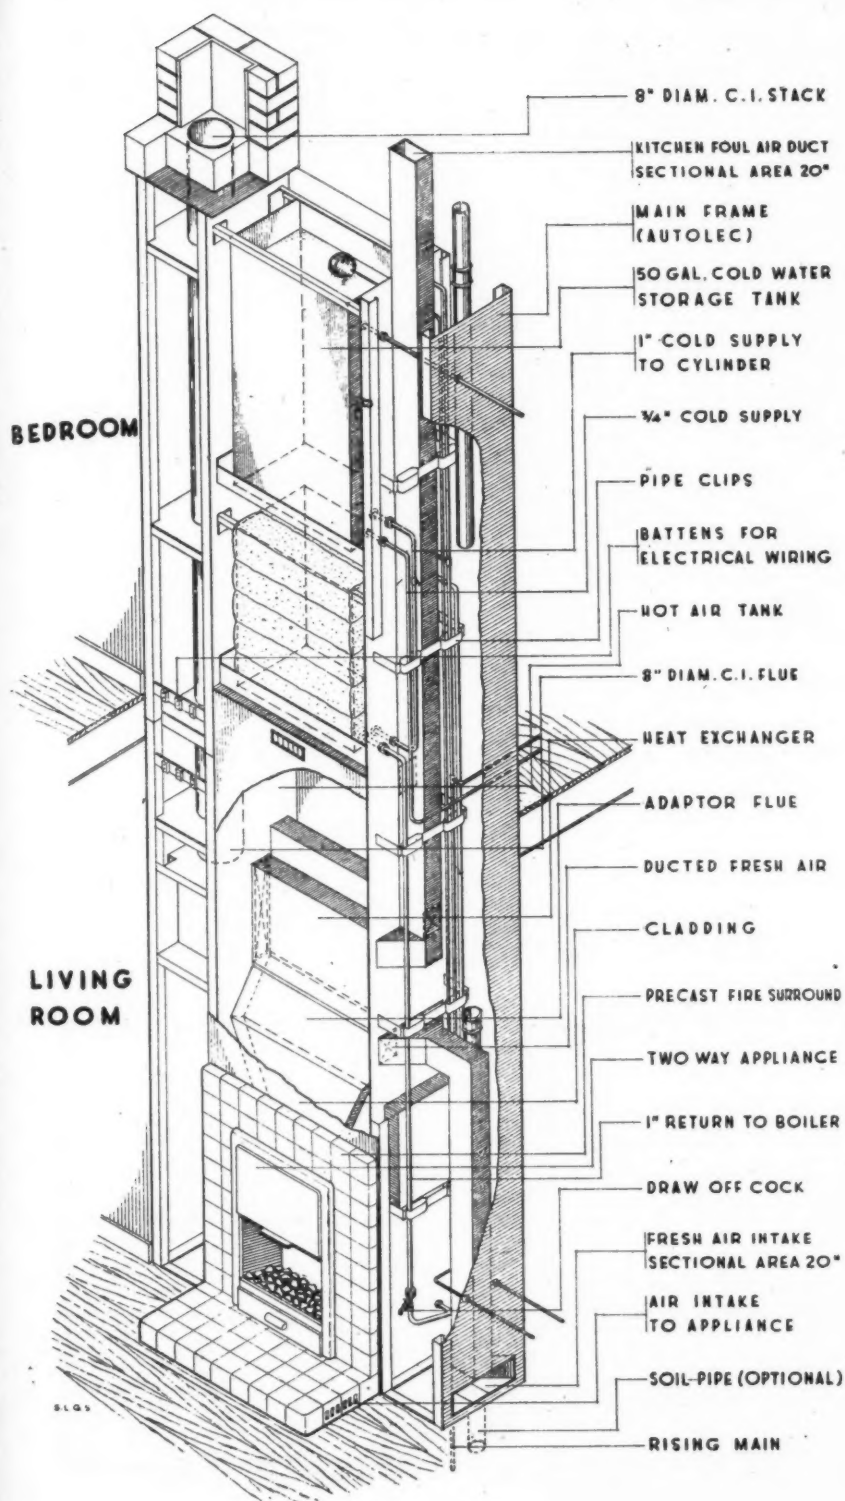 8" DIAM. C.I. STACK
KITCHEN FOUL AIR DUCT
SECTIONAL AREA 20"
MAIN FRAME
(AUTOLEC)
50 GAL. COLD WATER
STORAGE TANK
1" COLD SUPPLY
TO CYLINDER
BEDROOM
3/4" COLD SUPPLY
PIPE CLIPS
BATTENS FOR
ELECTRICAL WIRING
HOT AIR TANK
8" DIAM. C.I. FLUE
HEAT EXCHANGER
ADAPTOR FLUE
DUCTED FRESH AIR
CLADDING
LIVING
ROOM
PRECAST FIRE SURROUND
TWO WAY APPLIANCE
1" RETURN TO BOILER
DRAW OFF COCK
FRESH AIR INTAKE
SECTIONAL AREA 20"
AIR INTAKE
TO APPLIANCE
SOIL-PIPE (OPTIONAL)
S.L.G.S
RISING MAIN